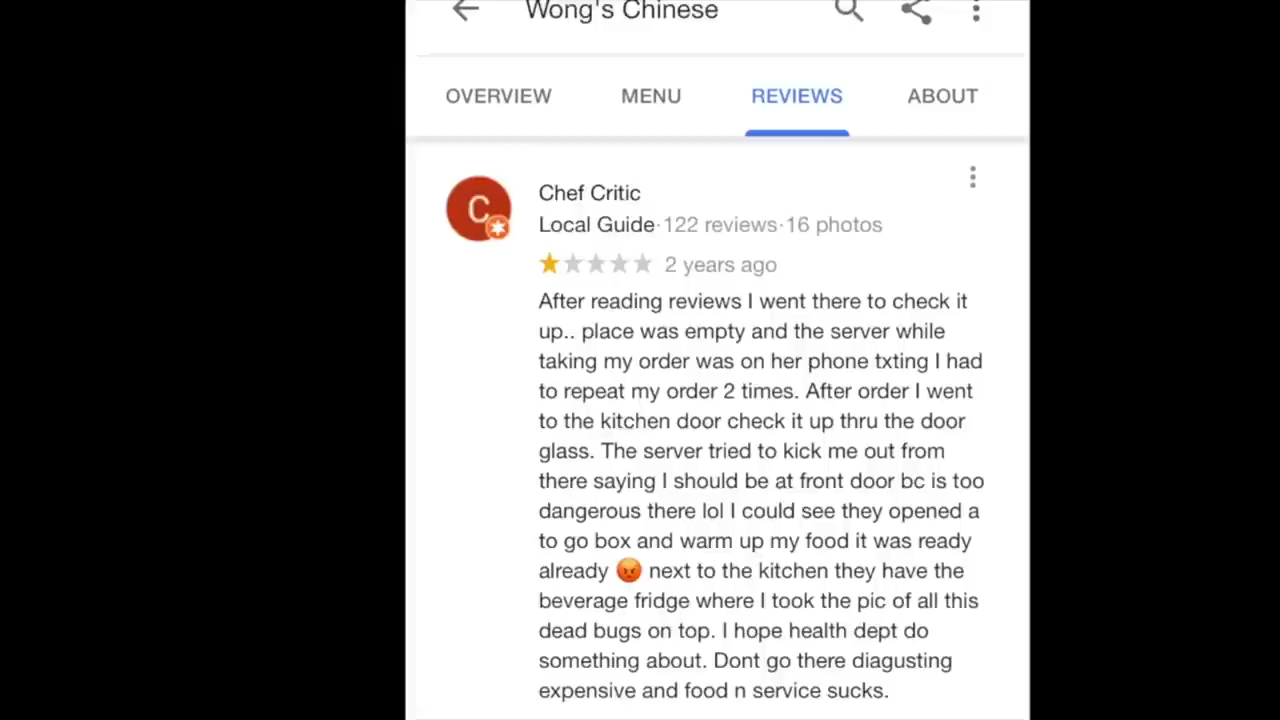 Wong's Chinese
OVERVIEW MENU REVIEWS ABOUT
C
Chef Critic
Local Guide·122 reviews·16 photos
2 years ago
After reading reviews I went there to check it
up.. place was empty and the server while
taking my order was on her phone txting I had
to repeat my order 2 times. After order I went
to the kitchen door check it up thru the door
glass. The server tried to kick me out from
there saying I should be at front door bc is too
dangerous there lol I could see they opened a
to go box and warm up my food it was ready
already 😡 next to the kitchen they have the
beverage fridge where I took the pic of all this
dead bugs on top. I hope health dept do
something about. Dont go there diagusting
expensive and food n service sucks.